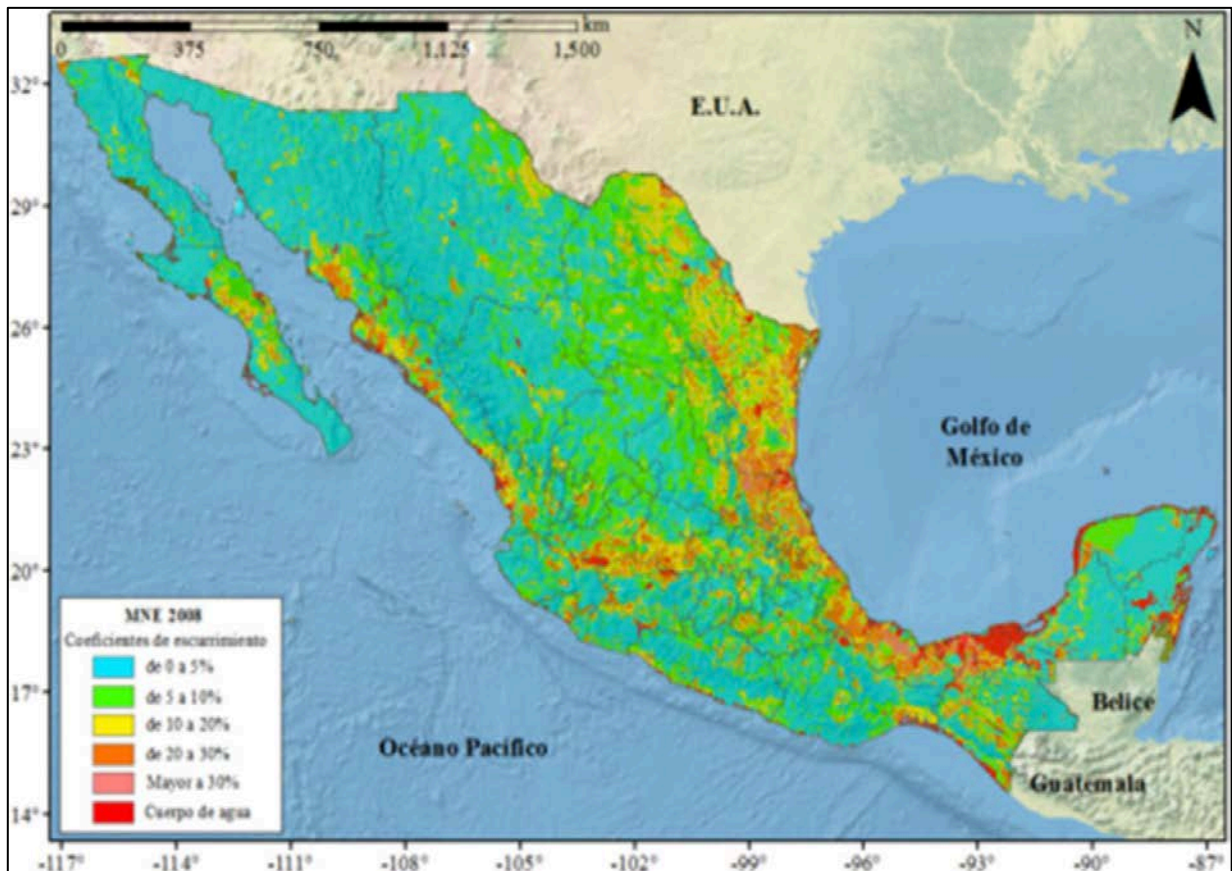 km
0 375 750 1,125 1,500
N
32°
29°
26°
23°
20°
17°
14°
E.U.A.
Golfo de
México
Belice
Guatemala
Océano Pacífico
MNE 2008
Coeficientes de escurrimiento
de 0 a 5%
de 5 a 10%
de 10 a 20%
de 20 a 30%
Mayor a 30%
Cuerpo de agua
-117° -114° -111° -108° -105° -102° -99° -96° -93° -90° -87°